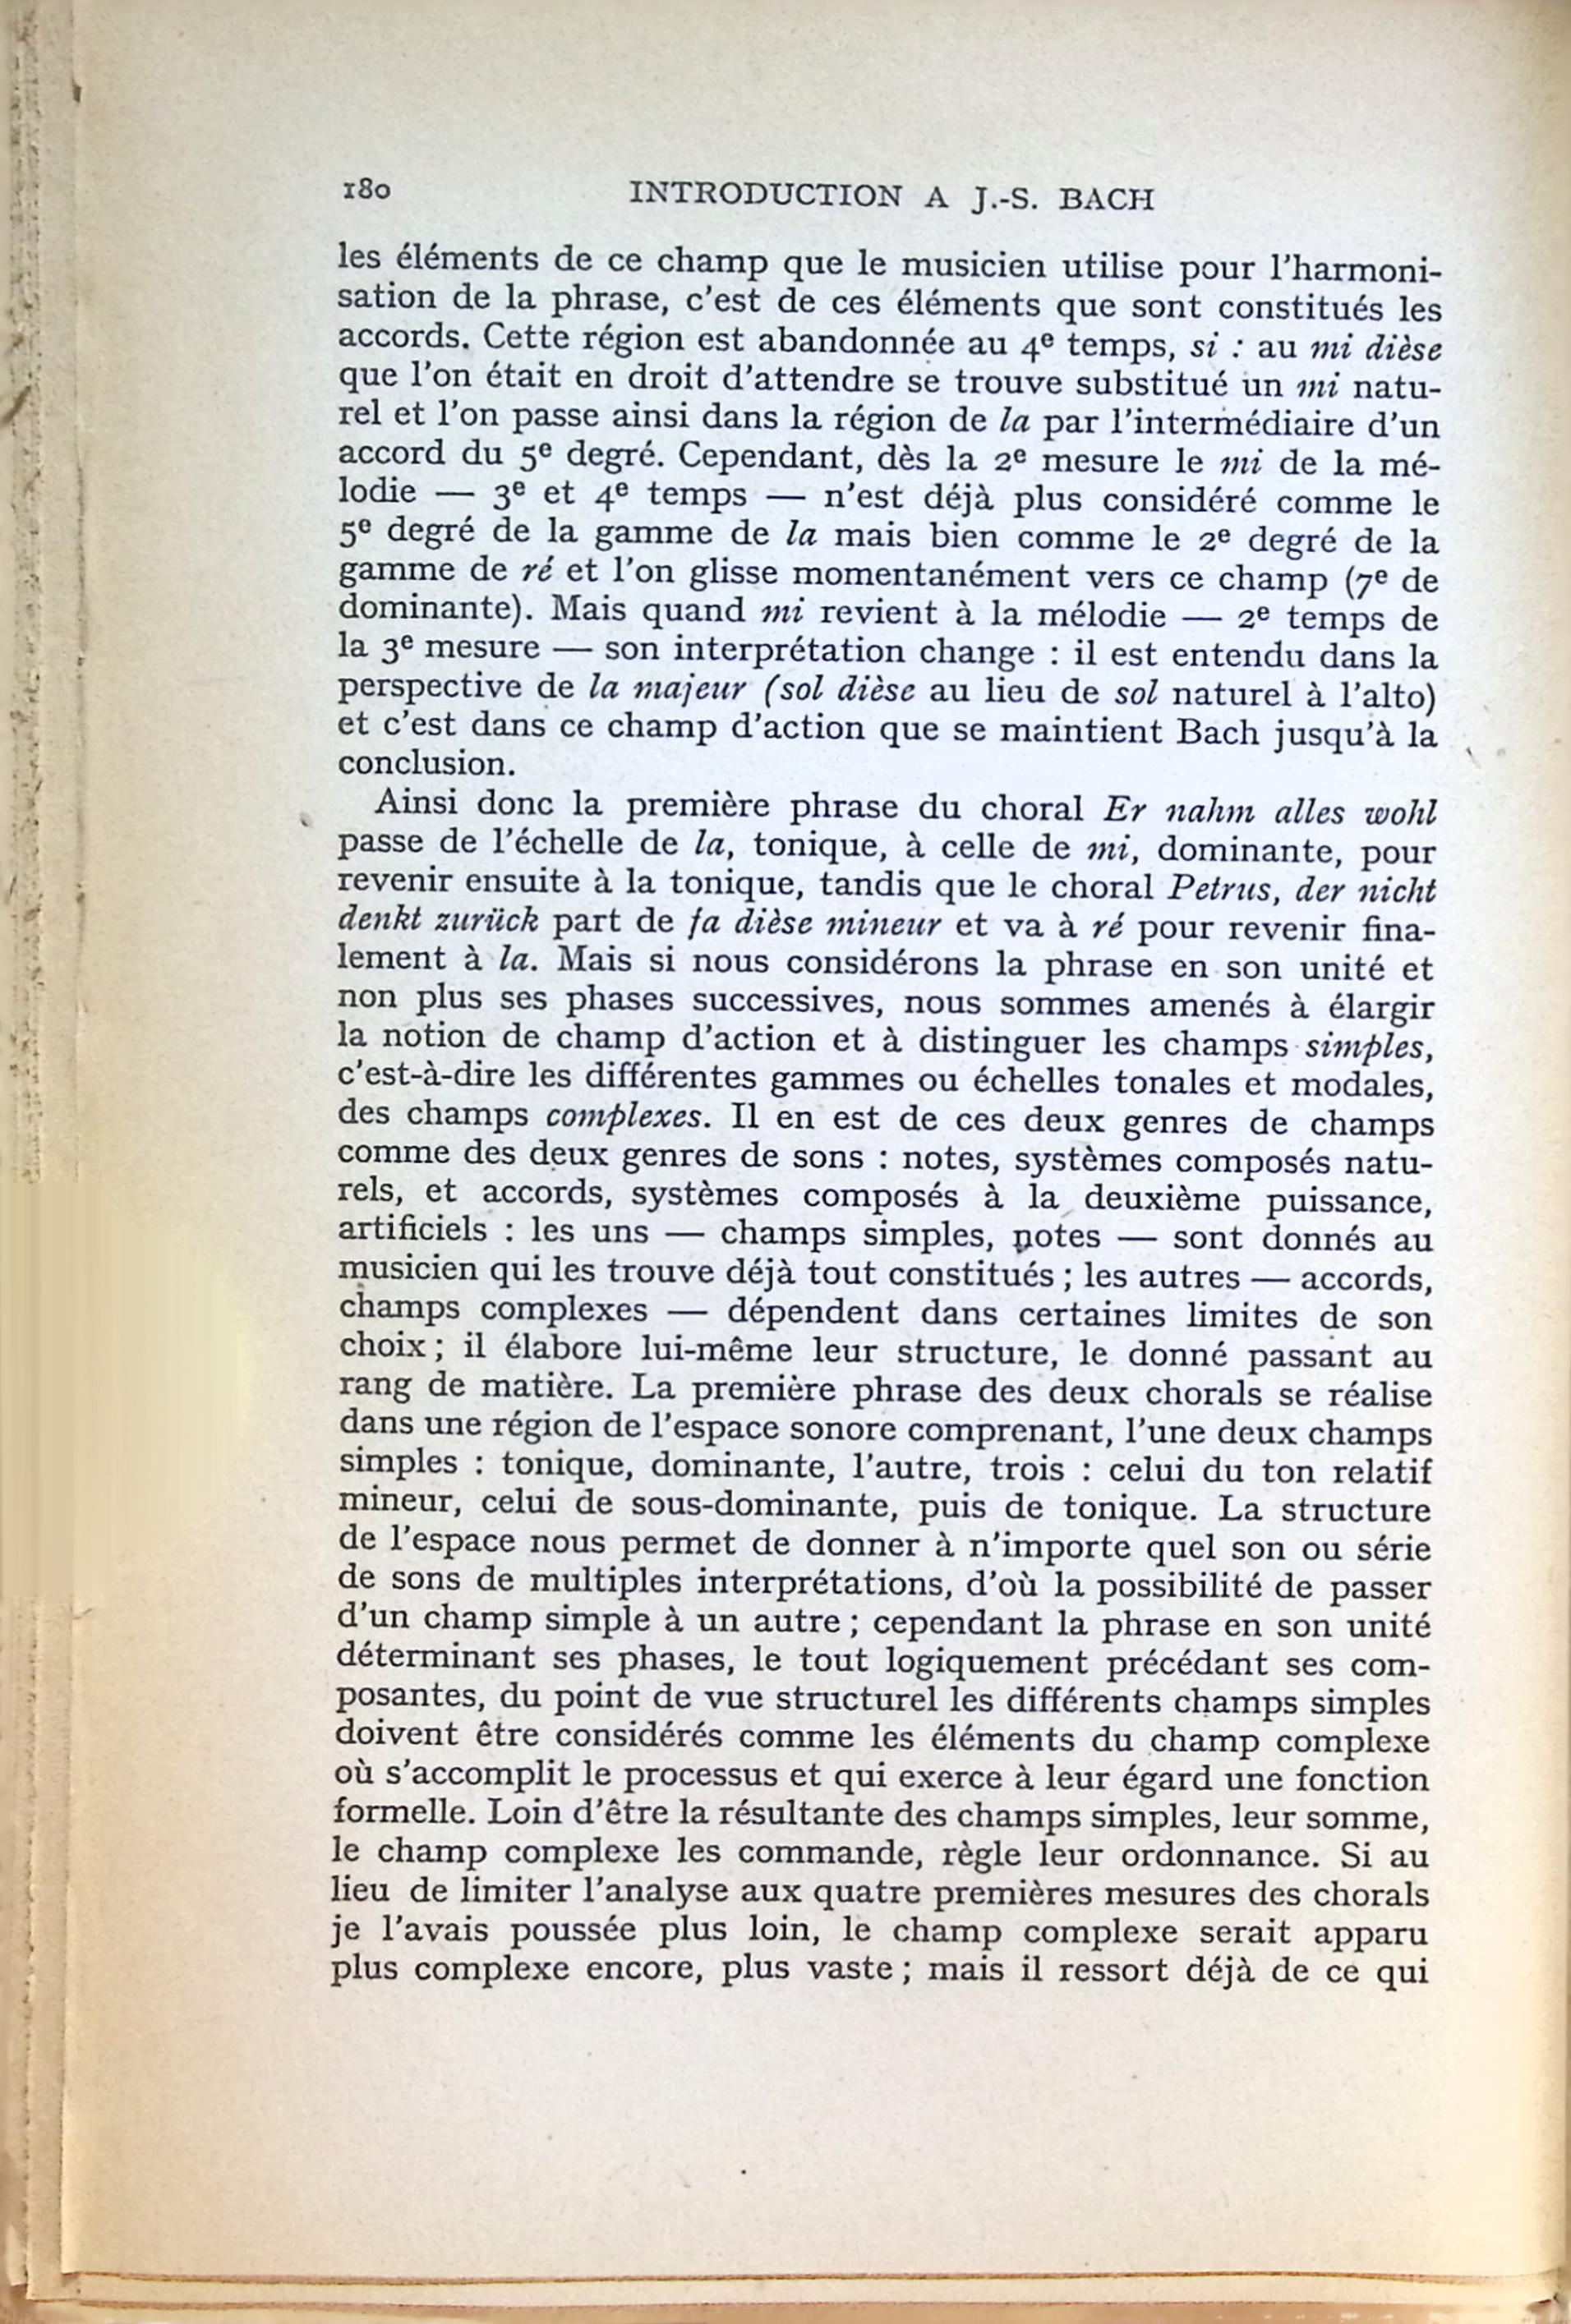 180 INTRODUCTION A J.-S. BACH
les éléments de ce champ que le musicien utilise pour l'harmoni-
sation de la phrase, c'est de ces éléments que sont constitués les
accords. Cette région est abandonnée au 4e temps, si : au mi dièse
que l'on était en droit d'attendre se trouve substitué un mi natu-
rel et l'on passe ainsi dans la région de la par l'intermédiaire d'un
accord du 5e degré. Cependant, dès la 2e mesure le mi de la mé-
lodie — 3e et 4e temps — n'est déjà plus considéré comme le
5e degré de la gamme de la mais bien comme le 2e degré de la
gamme de ré et l'on glisse momentanément vers ce champ (7e de
dominante). Mais quand mi revient à la mélodie — 2e temps de
la 3e mesure — son interprétation change : il est entendu dans la
perspective de la majeur (sol dièse au lieu de sol naturel à l'alto)
et c'est dans ce champ d'action que se maintient Bach jusqu'à la
conclusion.
Ainsi donc la première phrase du choral Er nahm alles wohl
passe de l'échelle de la, tonique, à celle de mi, dominante, pour
revenir ensuite à la tonique, tandis que le choral Petrus, der nicht
denkt zurück part de fa dièse mineur et va à ré pour revenir fina-
lement à la. Mais si nous considérons la phrase en son unité et
non plus ses phases successives, nous sommes amenés à élargir
la notion de champ d'action et à distinguer les champs simples,
c'est-à-dire les différentes gammes ou échelles tonales et modales,
des champs complexes. Il en est de ces deux genres de champs
comme des deux genres de sons : notes, systèmes composés natu-
rels, et accords, systèmes composés à la deuxième puissance,
artificiels : les uns — champs simples, notes — sont donnés au
musicien qui les trouve déjà tout constitués ; les autres — accords,
champs complexes — dépendent dans certaines limites de son
choix ; il élabore lui-même leur structure, le donné passant au
rang de matière. La première phrase des deux chorals se réalise
dans une région de l'espace sonore comprenant, l'une deux champs
simples : tonique, dominante, l'autre, trois : celui du ton relatif
mineur, celui de sous-dominante, puis de tonique. La structure
de l'espace nous permet de donner à n'importe quel son ou série
de sons de multiples interprétations, d'où la possibilité de passer
d'un champ simple à un autre ; cependant la phrase en son unité
déterminant ses phases, le tout logiquement précédant ses com-
posantes, du point de vue structurel les différents champs simples
doivent être considérés comme les éléments du champ complexe
où s'accomplit le processus et qui exerce à leur égard une fonction
formelle. Loin d'être la résultante des champs simples, leur somme,
le champ complexe les commande, règle leur ordonnance. Si au
lieu de limiter l'analyse aux quatre premières mesures des chorals
je l'avais poussée plus loin, le champ complexe serait apparu
plus complexe encore, plus vaste ; mais il ressort déjà de ce qui